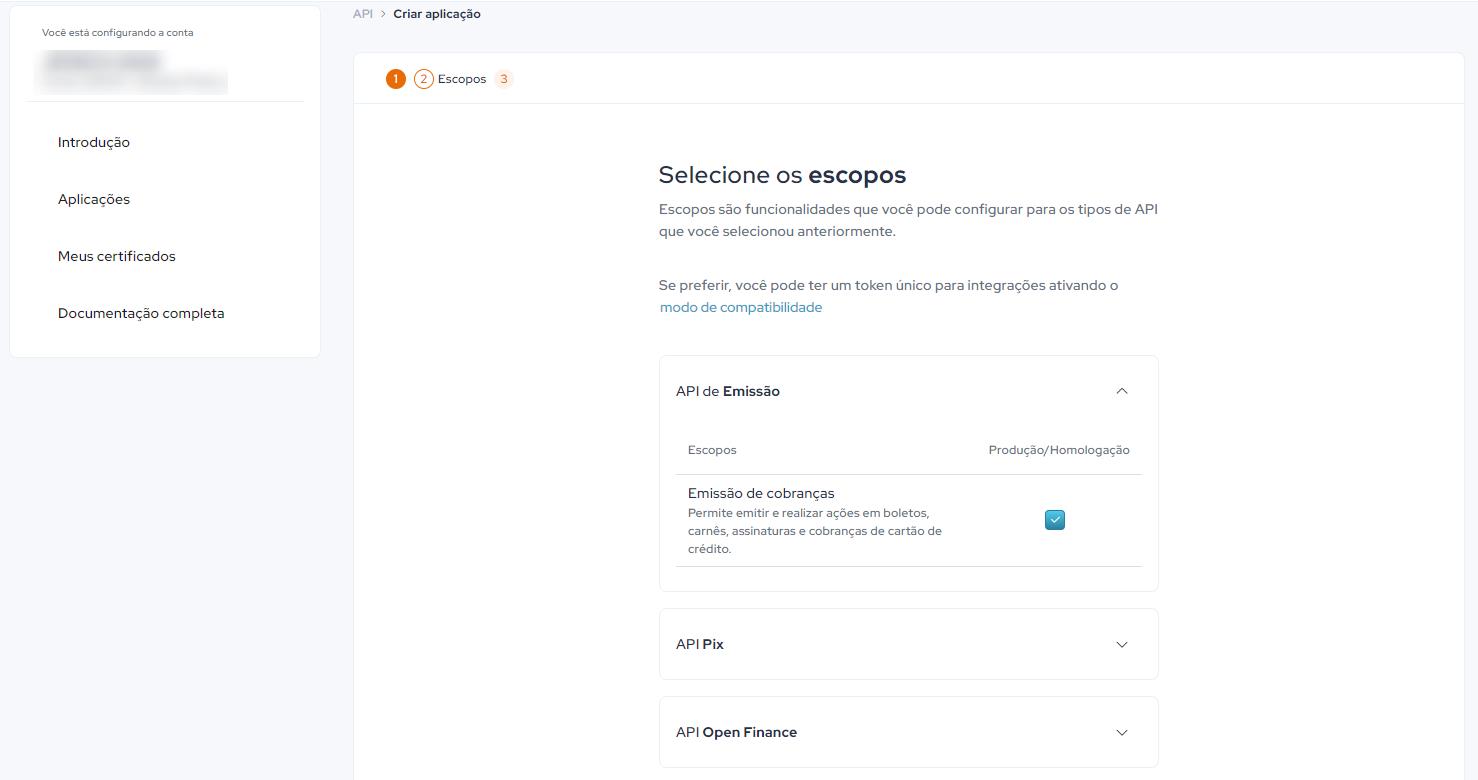 Você está configurando a conta
Introdução
Aplicações
Meus certificados
Documentação completa
API > Criar aplicação
1 2 Escopos 3
Selecione os escopos
Escopos são funcionalidades que você pode configurar para os tipos de API
que você selecionou anteriormente.
Se preferir, você pode ter um token único para integrações ativando o
modo de compatibilidade
API de Emissão
Escopos Produção/Homologação
Emissão de cobranças
Permite emitir e realizar ações em boletos,
carnês, assinaturas e cobranças de cartão de
crédito.
API Pix
API Open Finance